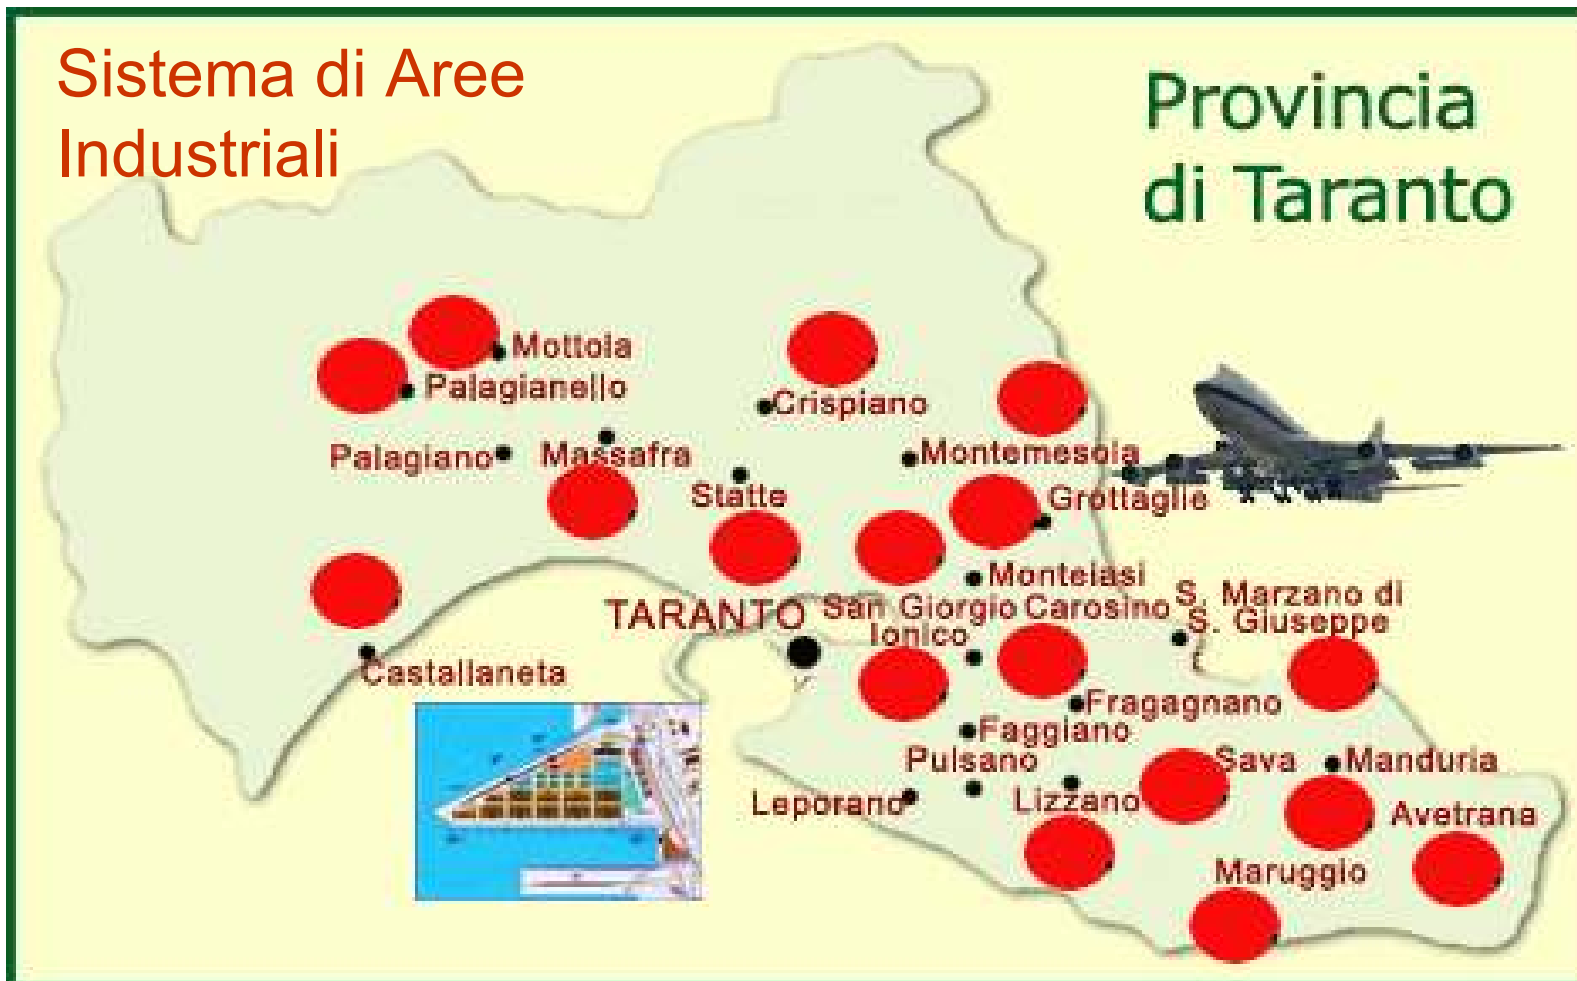 Sistema di Aree
Industriali
Provincia
di Taranto
Mottola
Palagianello
Crispiano
Palagiano
Massafra
Montemesola
Statte
Grottaglie
Monteiasi
TARANTO
San Giorgio
Ionico
Carosino
S. Marzano di
S. Giuseppe
Castallaneta
Fragagnano
Faggiano
Pulsano
Sava
Manduria
Leporano
Lizzano
Avetrana
Maruggio